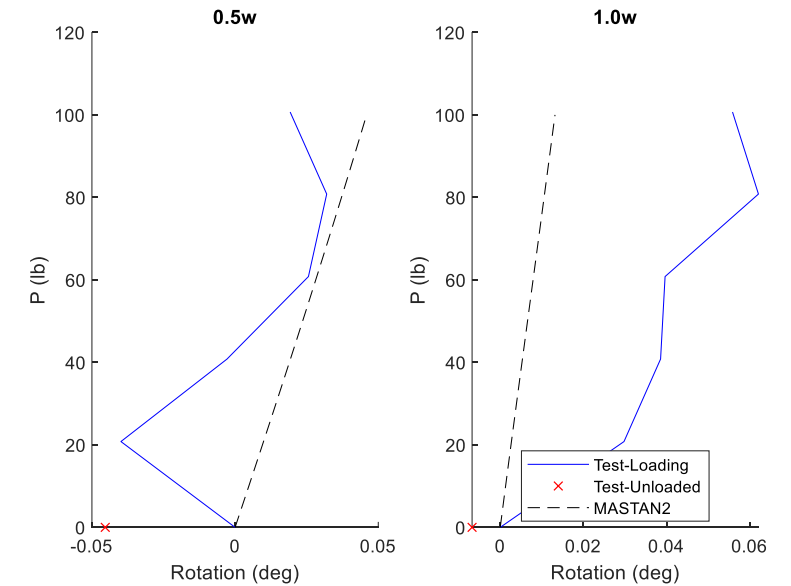 0.5w
1.0w
120
100
80
60
40
20
0
P (lb)
-0.05
0
0.05
Rotation (deg)
120
100
80
60
40
20
0
P (lb)
0
0.02
0.04
0.06
Rotation (deg)
Test-Loading
Test-Unloaded
MASTAN2